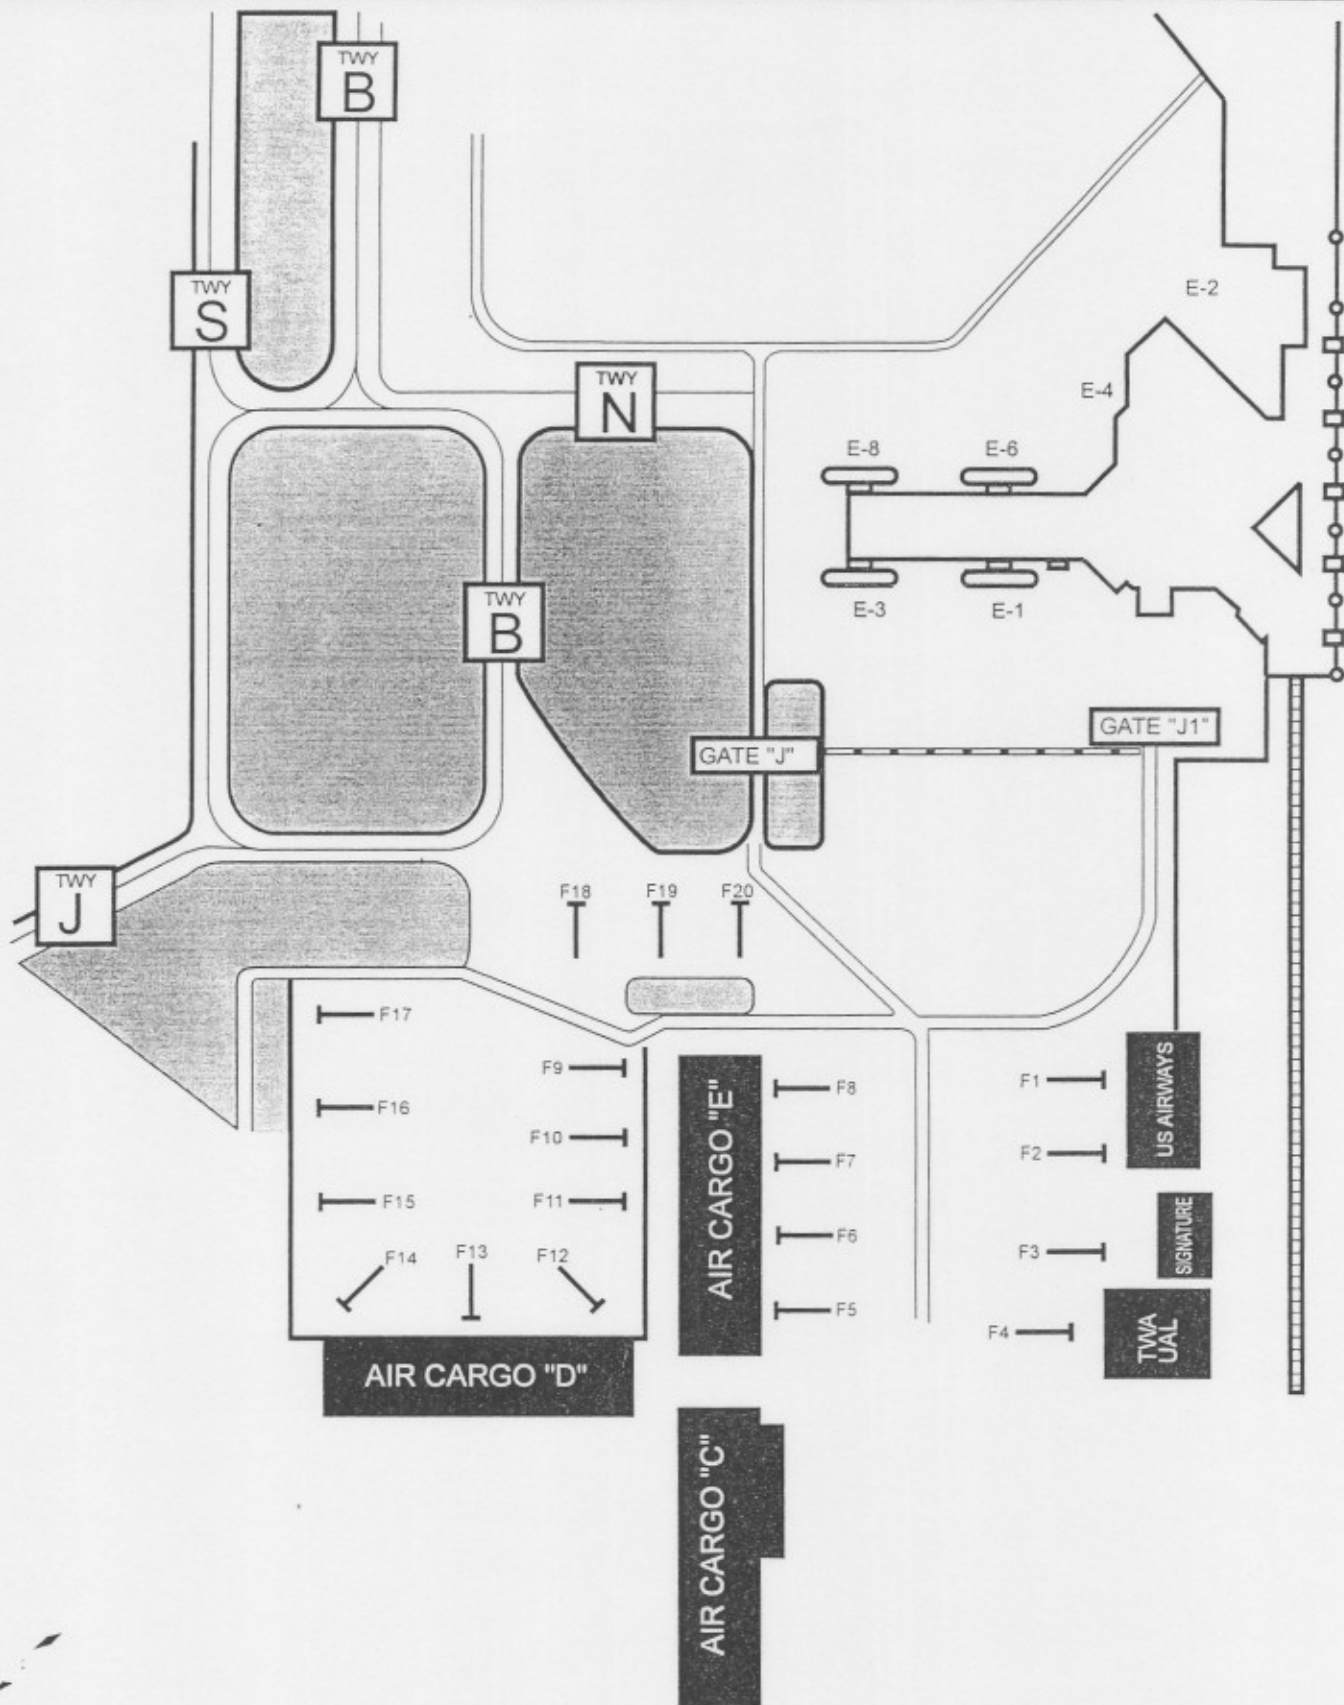 TWY
B
TWY
S
E-2
TWY
N
E-4
E-8
E-6
TWY
B
E-3
E-1
GATE "J"
GATE "J1"
TWY
J
F18
F19
F20
F17
F9
F8
F1
US AIRWAYS
F16
F10
AIR CARGO "E"
F7
F2
F15
F11
F6
SIGNATURE
F14
F13
F12
F3
F5
F4
TWA
UAL
AIR CARGO "D"
AIR CARGO "C"